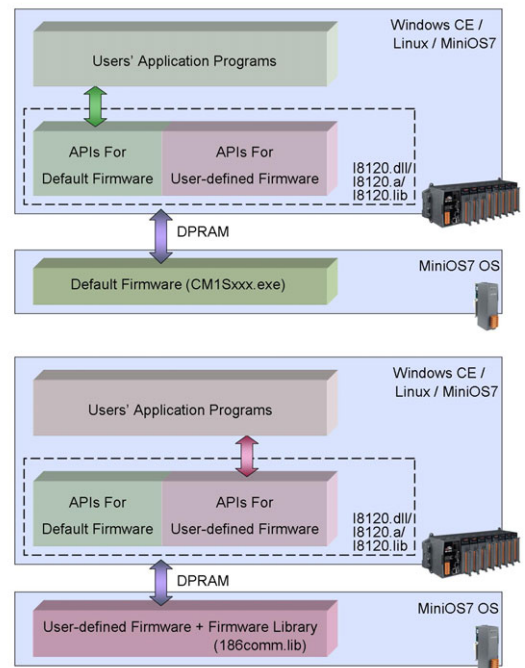 Windows CE /
Linux / MiniOS7
Users' Application Programs
APIs For
Default Firmware
APIs For
User-defined Firmware
I8120.dll/
I8120.a/
I8120.lib
DPRAM
MiniOS7 OS
Default Firmware (CM1Sxxx.exe)
Windows CE /
Linux / MiniOS7
Users' Application Programs
APIs For
Default Firmware
APIs For
User-defined Firmware
I8120.dll/
I8120.a/
I8120.lib
DPRAM
MiniOS7 OS
User-defined Firmware + Firmware Library
(186comm.lib)